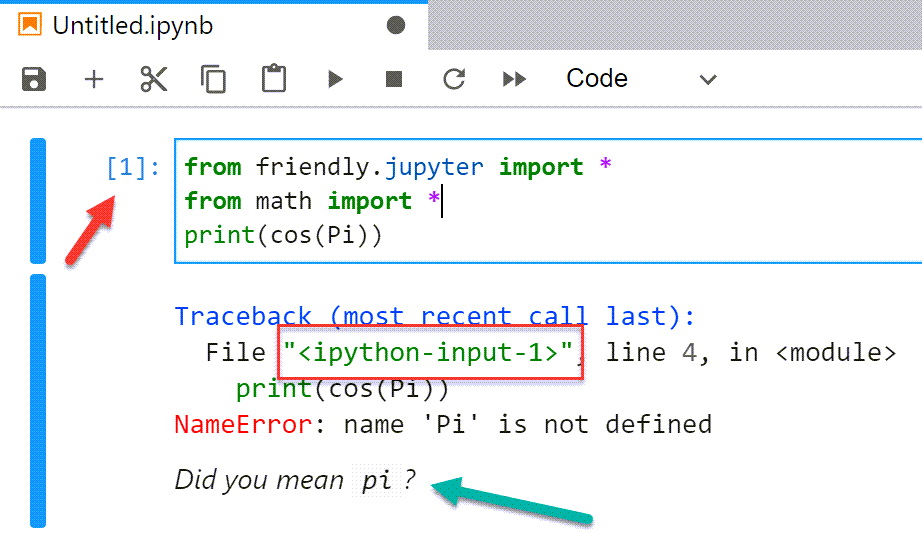 Untitled.ipynb
Code
[1]:
from friendly.jupyter import *
from math import *
print(cos(Pi))
Traceback (most recent call last):
File "<ipython-input-1>", line 4, in <module>
print(cos(Pi))
NameError: name 'Pi' is not defined
Did you mean pi ?